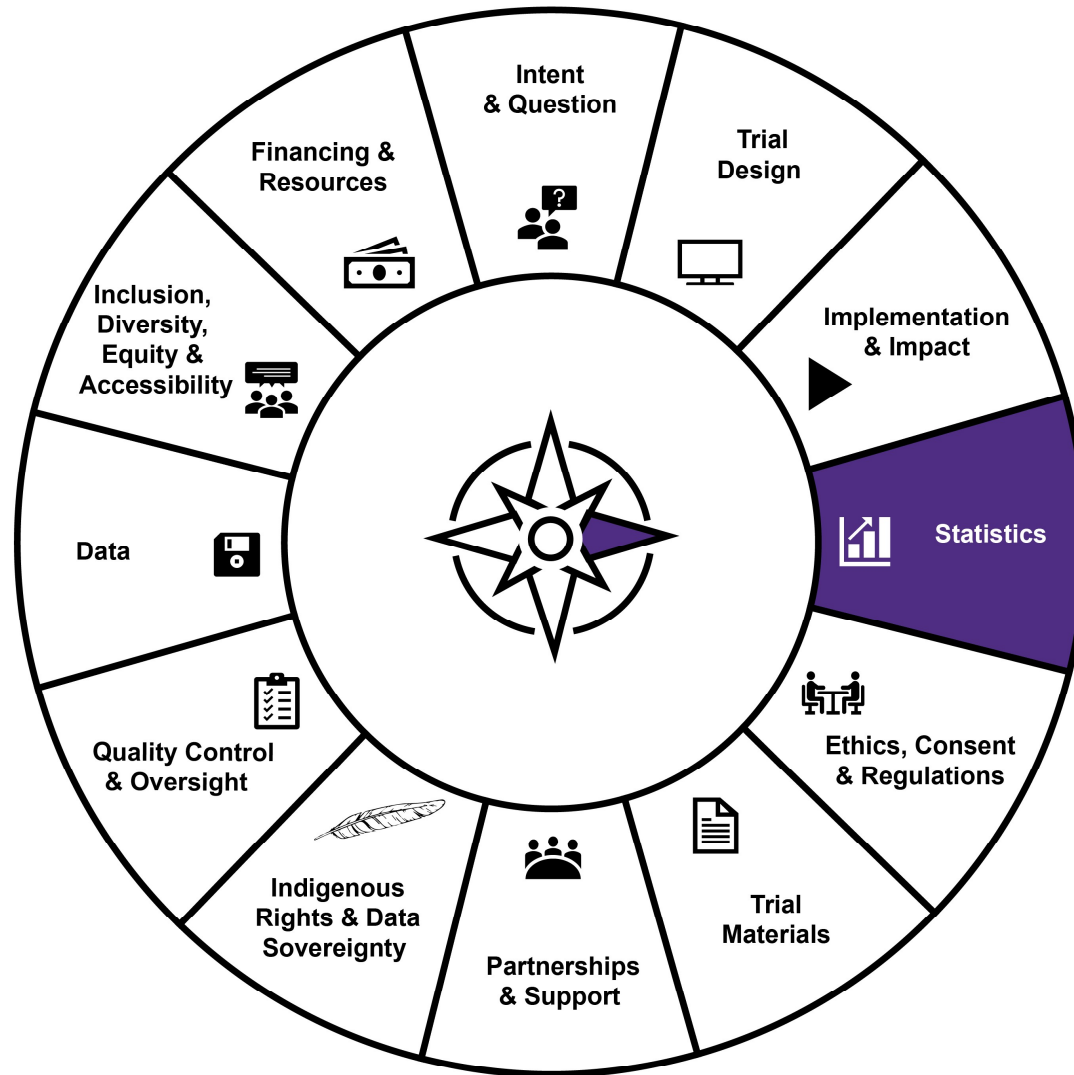 Intent
& Question
Trial
Design
Implementation
& Impact
Statistics
Ethics, Consent
& Regulations
Trial
Materials
Partnerships
& Support
Indigenous
Rights & Data
Sovereignty
Quality Control
& Oversight
Data
Inclusion,
Diversity,
Equity &
Accessibility
Financing &
Resources
?